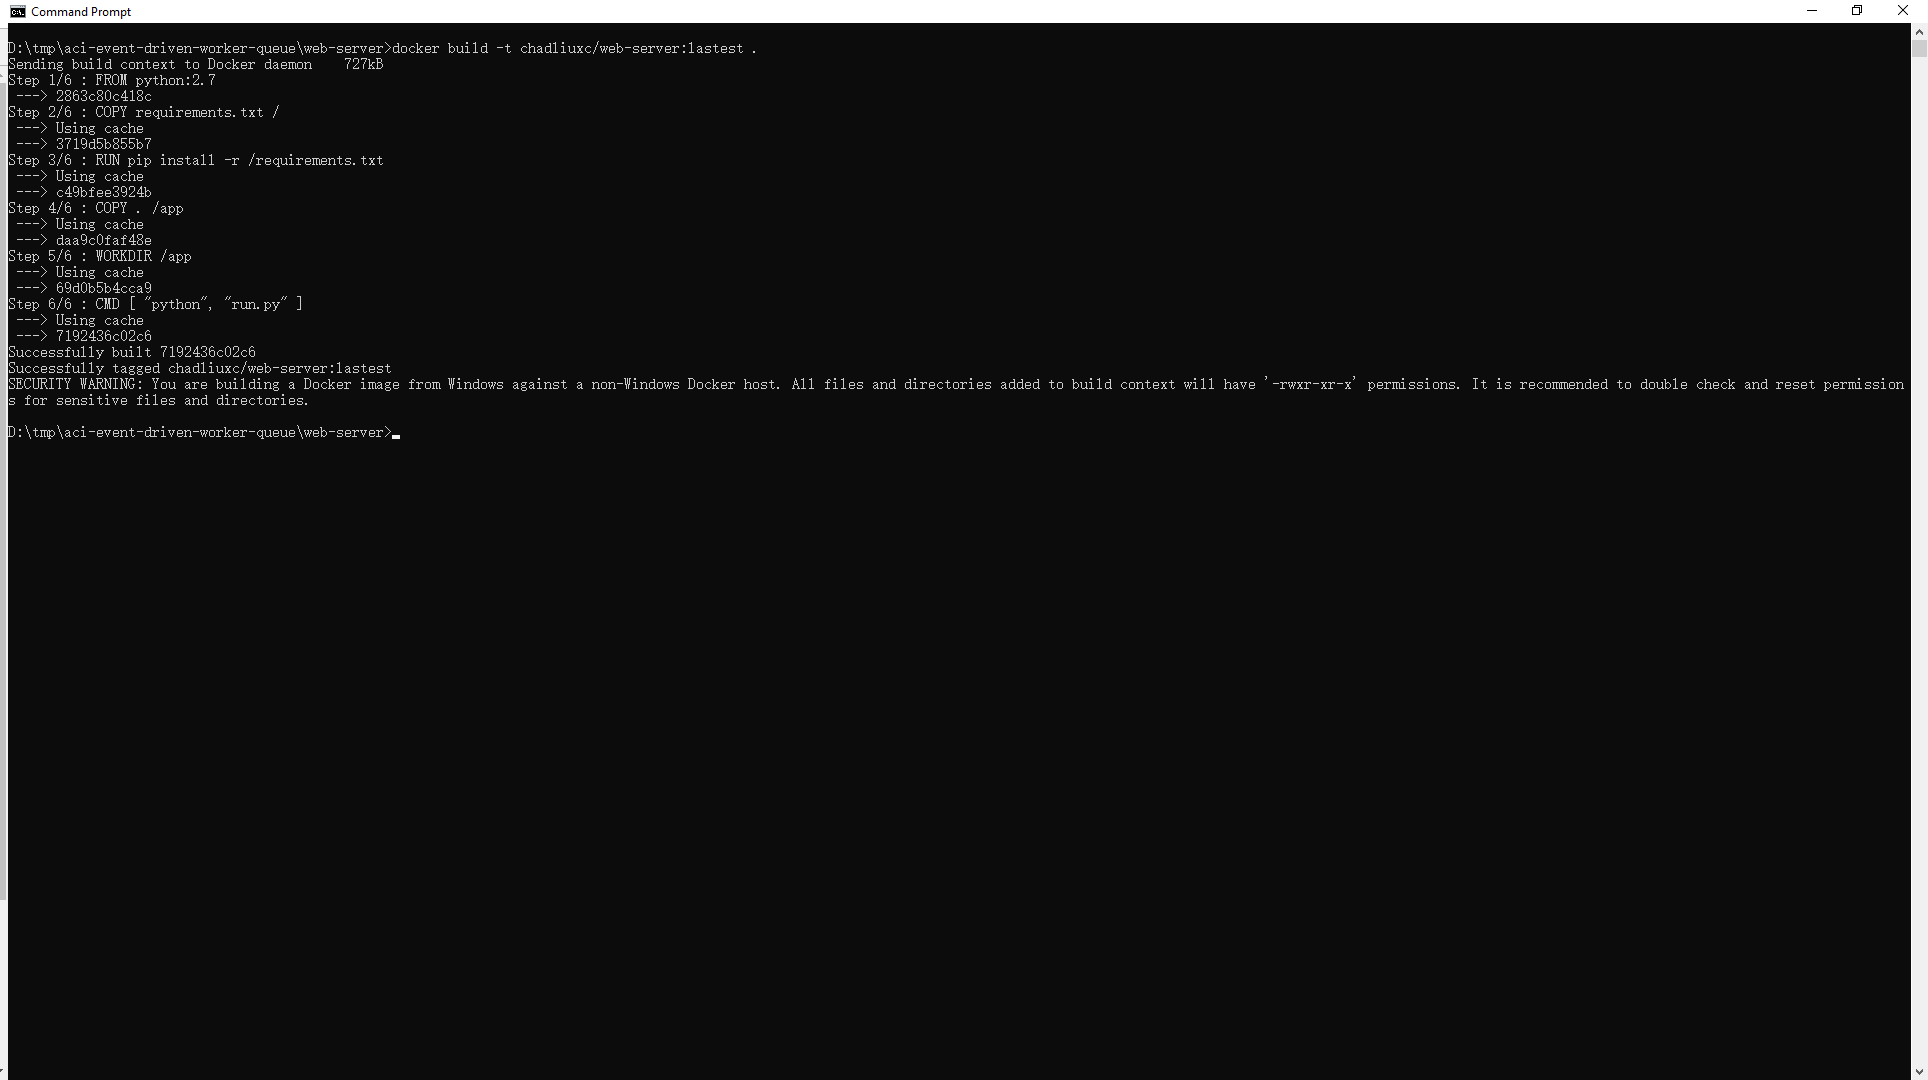 Command Prompt
D:\tmp\aci-event-driven-worker-queue\web-server>docker build -t chadliuxc/web-server:lastest .
Sending build context to Docker daemon    727kB
Step 1/6 : FROM python:2.7
 ---> 2863c80c418c
Step 2/6 : COPY requirements.txt /
 ---> Using cache
 ---> 3719d5b855b7
Step 3/6 : RUN pip install -r /requirements.txt
 ---> Using cache
 ---> c49bfee3924b
Step 4/6 : COPY . /app
 ---> Using cache
 ---> daa9c0faf48e
Step 5/6 : WORKDIR /app
 ---> Using cache
 ---> 69d0b5b4cca9
Step 6/6 : CMD [ "python", "run.py" ]
 ---> Using cache
 ---> 7192436c02c6
Successfully built 7192436c02c6
Successfully tagged chadliuxc/web-server:lastest
SECURITY WARNING: You are building a Docker image from Windows against a non-Windows Docker host. All files and directories added to build context will have '-rwxr-xr-x' permissions. It is recommended to double check and reset permission
s for sensitive files and directories.
D:\tmp\aci-event-driven-worker-queue\web-server>